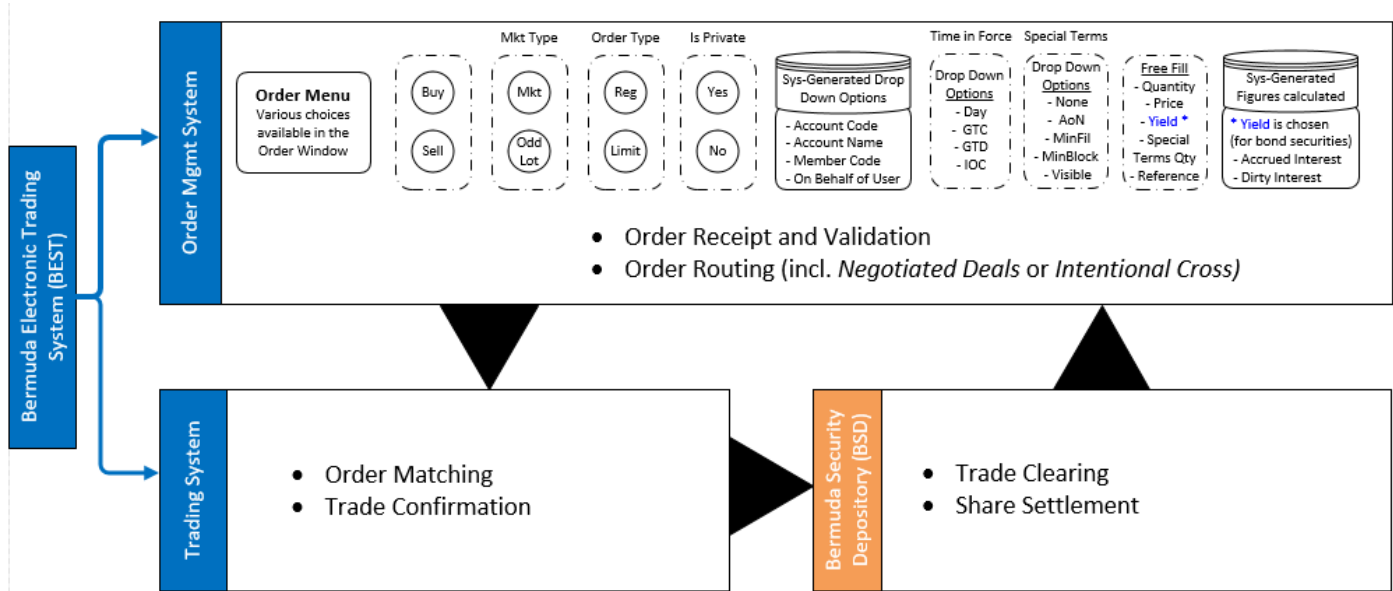 Bermuda Electronic Trading
System (BEST)
Order Mgmt System
Order Menu
Various choices
available in the
Order Window
Buy
Sell
Mkt Type
Mkt
Odd
Lot
Order Type
Reg
Limit
Is Private
Yes
No
Sys-Generated Drop
Down Options
- Account Code
- Account Name
- Member Code
- On Behalf of User
Time in Force
Drop Down
Options
- Day
- GTC
- GTD
- IOC
Special Terms
Drop Down
Options
- None
- AoN
- MinFil
- MinBlock
- Visible
Free Fill
- Quantity
- Price
- Yield *
- Special
Terms Qty
- Reference
Sys-Generated
Figures calculated
* Yield is chosen
(for bond securities)
- Accrued Interest
- Dirty Interest
• Order Receipt and Validation
• Order Routing (incl. Negotiated Deals or Intentional Cross)
Trading System
• Order Matching
• Trade Confirmation
Bermuda Security
Depository (BSD)
• Trade Clearing
• Share Settlement